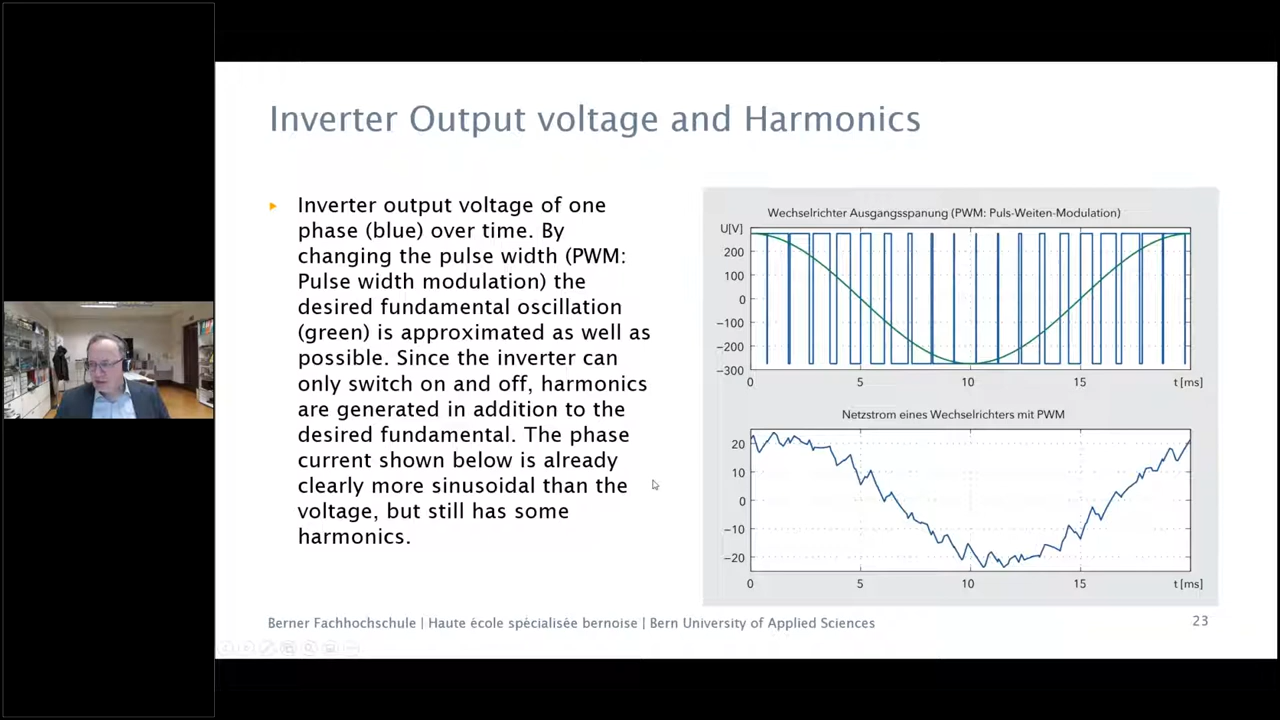 Inverter Output voltage and Harmonics
Inverter output voltage of one
phase (blue) over time. By
changing the pulse width (PWM:
Pulse width modulation) the
desired fundamental oscillation
(green) is approximated as well as
possible. Since the inverter can
only switch on and off, harmonics
are generated in addition to the
desired fundamental. The phase
current shown below is already
clearly more sinusoidal than the
voltage, but still has some
harmonics.
Wechselrichter Ausgangsspanung (PWM: Puls-Weiten-Modulation)
U[V]
200
100
0
−100
−200
−300
0 5 10 15 t [ms]
Netzstrom eines Wechselrichters mit PWM
20
10
0
−10
−20
0 5 10 15 t [ms]
Berner Fachhochschule | Haute école spécialisée bernoise | Bern University of Applied Sciences
23